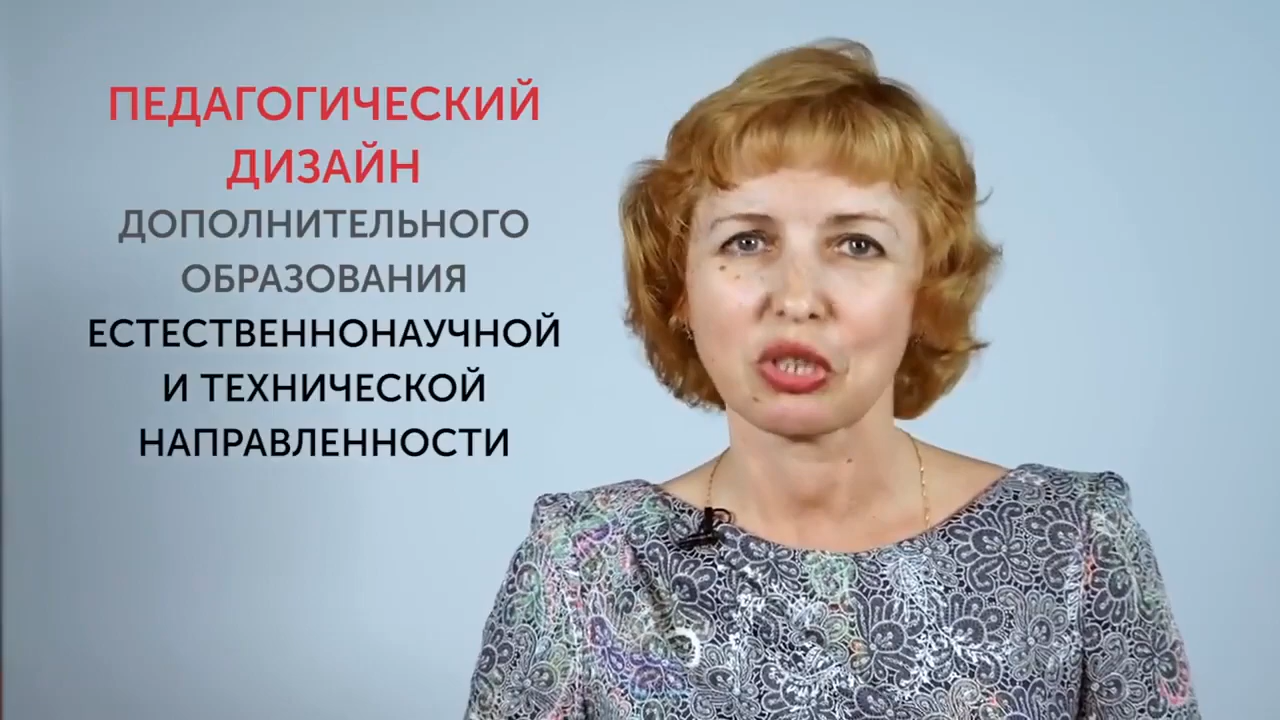 ПЕДАГОГИЧЕСКИЙ
ДИЗАЙН
ДОПОЛНИТЕЛЬНОГО
ОБРАЗОВАНИЯ
ЕСТЕСТВЕННОНАУЧНОЙ
И ТЕХНИЧЕСКОЙ
НАПРАВЛЕННОСТИ